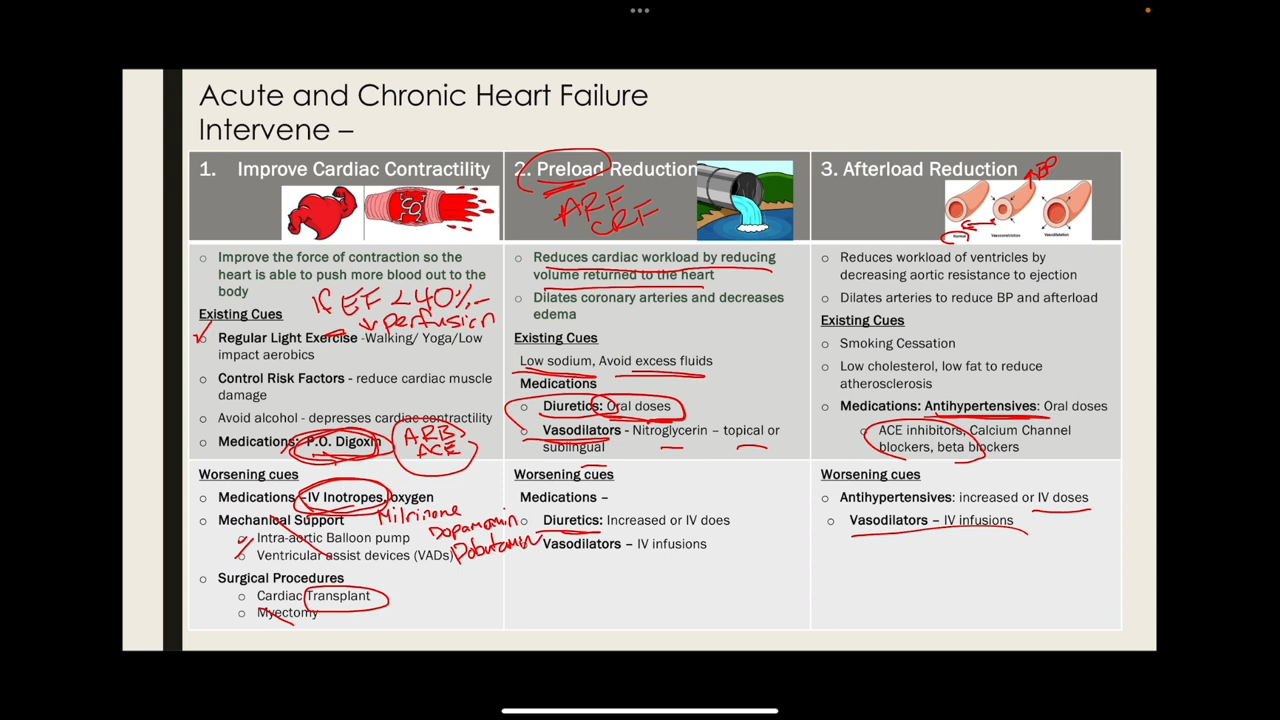 Acute and Chronic Heart Failure
Intervene –
1. Improve Cardiac Contractility
Improve the force of contraction so the
heart is able to push more blood out to the
body
If EF <40%
↓ perfusion
Existing Cues
Regular Light Exercise -Walking/ Yoga/Low
impact aerobics
Control Risk Factors - reduce cardiac muscle
damage
Avoid alcohol - depresses cardiac contractility
Medications: P.O. Digoxin
ARB,
ACE
Worsening cues
Medications –IV Inotropes, oxygen
Milrinone
Dopamamin
Dobutamin
Mechanical Support
Intra-aortic Balloon pump
Ventricular assist devices (VADs)
Surgical Procedures
Cardiac Transplant
Myectomy
2. Preload Reduction
ARF
CRF
Reduces cardiac workload by reducing
volume returned to the heart
Dilates coronary arteries and decreases
edema
Existing Cues
Low sodium, Avoid excess fluids
Medications
Diuretics: Oral doses
Vasodilators - Nitroglycerin – topical or
sublingual
Worsening cues
Medications –
Diuretics: Increased or IV does
Vasodilators – IV infusions
3. Afterload Reduction
↑BP
Normal
Vasoconstriction
Vasodilation
Reduces workload of ventricles by
decreasing aortic resistance to ejection
Dilates arteries to reduce BP and afterload
Existing Cues
Smoking Cessation
Low cholesterol, low fat to reduce
atherosclerosis
Medications: Antihypertensives: Oral doses
ACE inhibitors, Calcium Channel
blockers, beta blockers
Worsening cues
Antihypertensives: increased or IV doses
Vasodilators – IV infusions